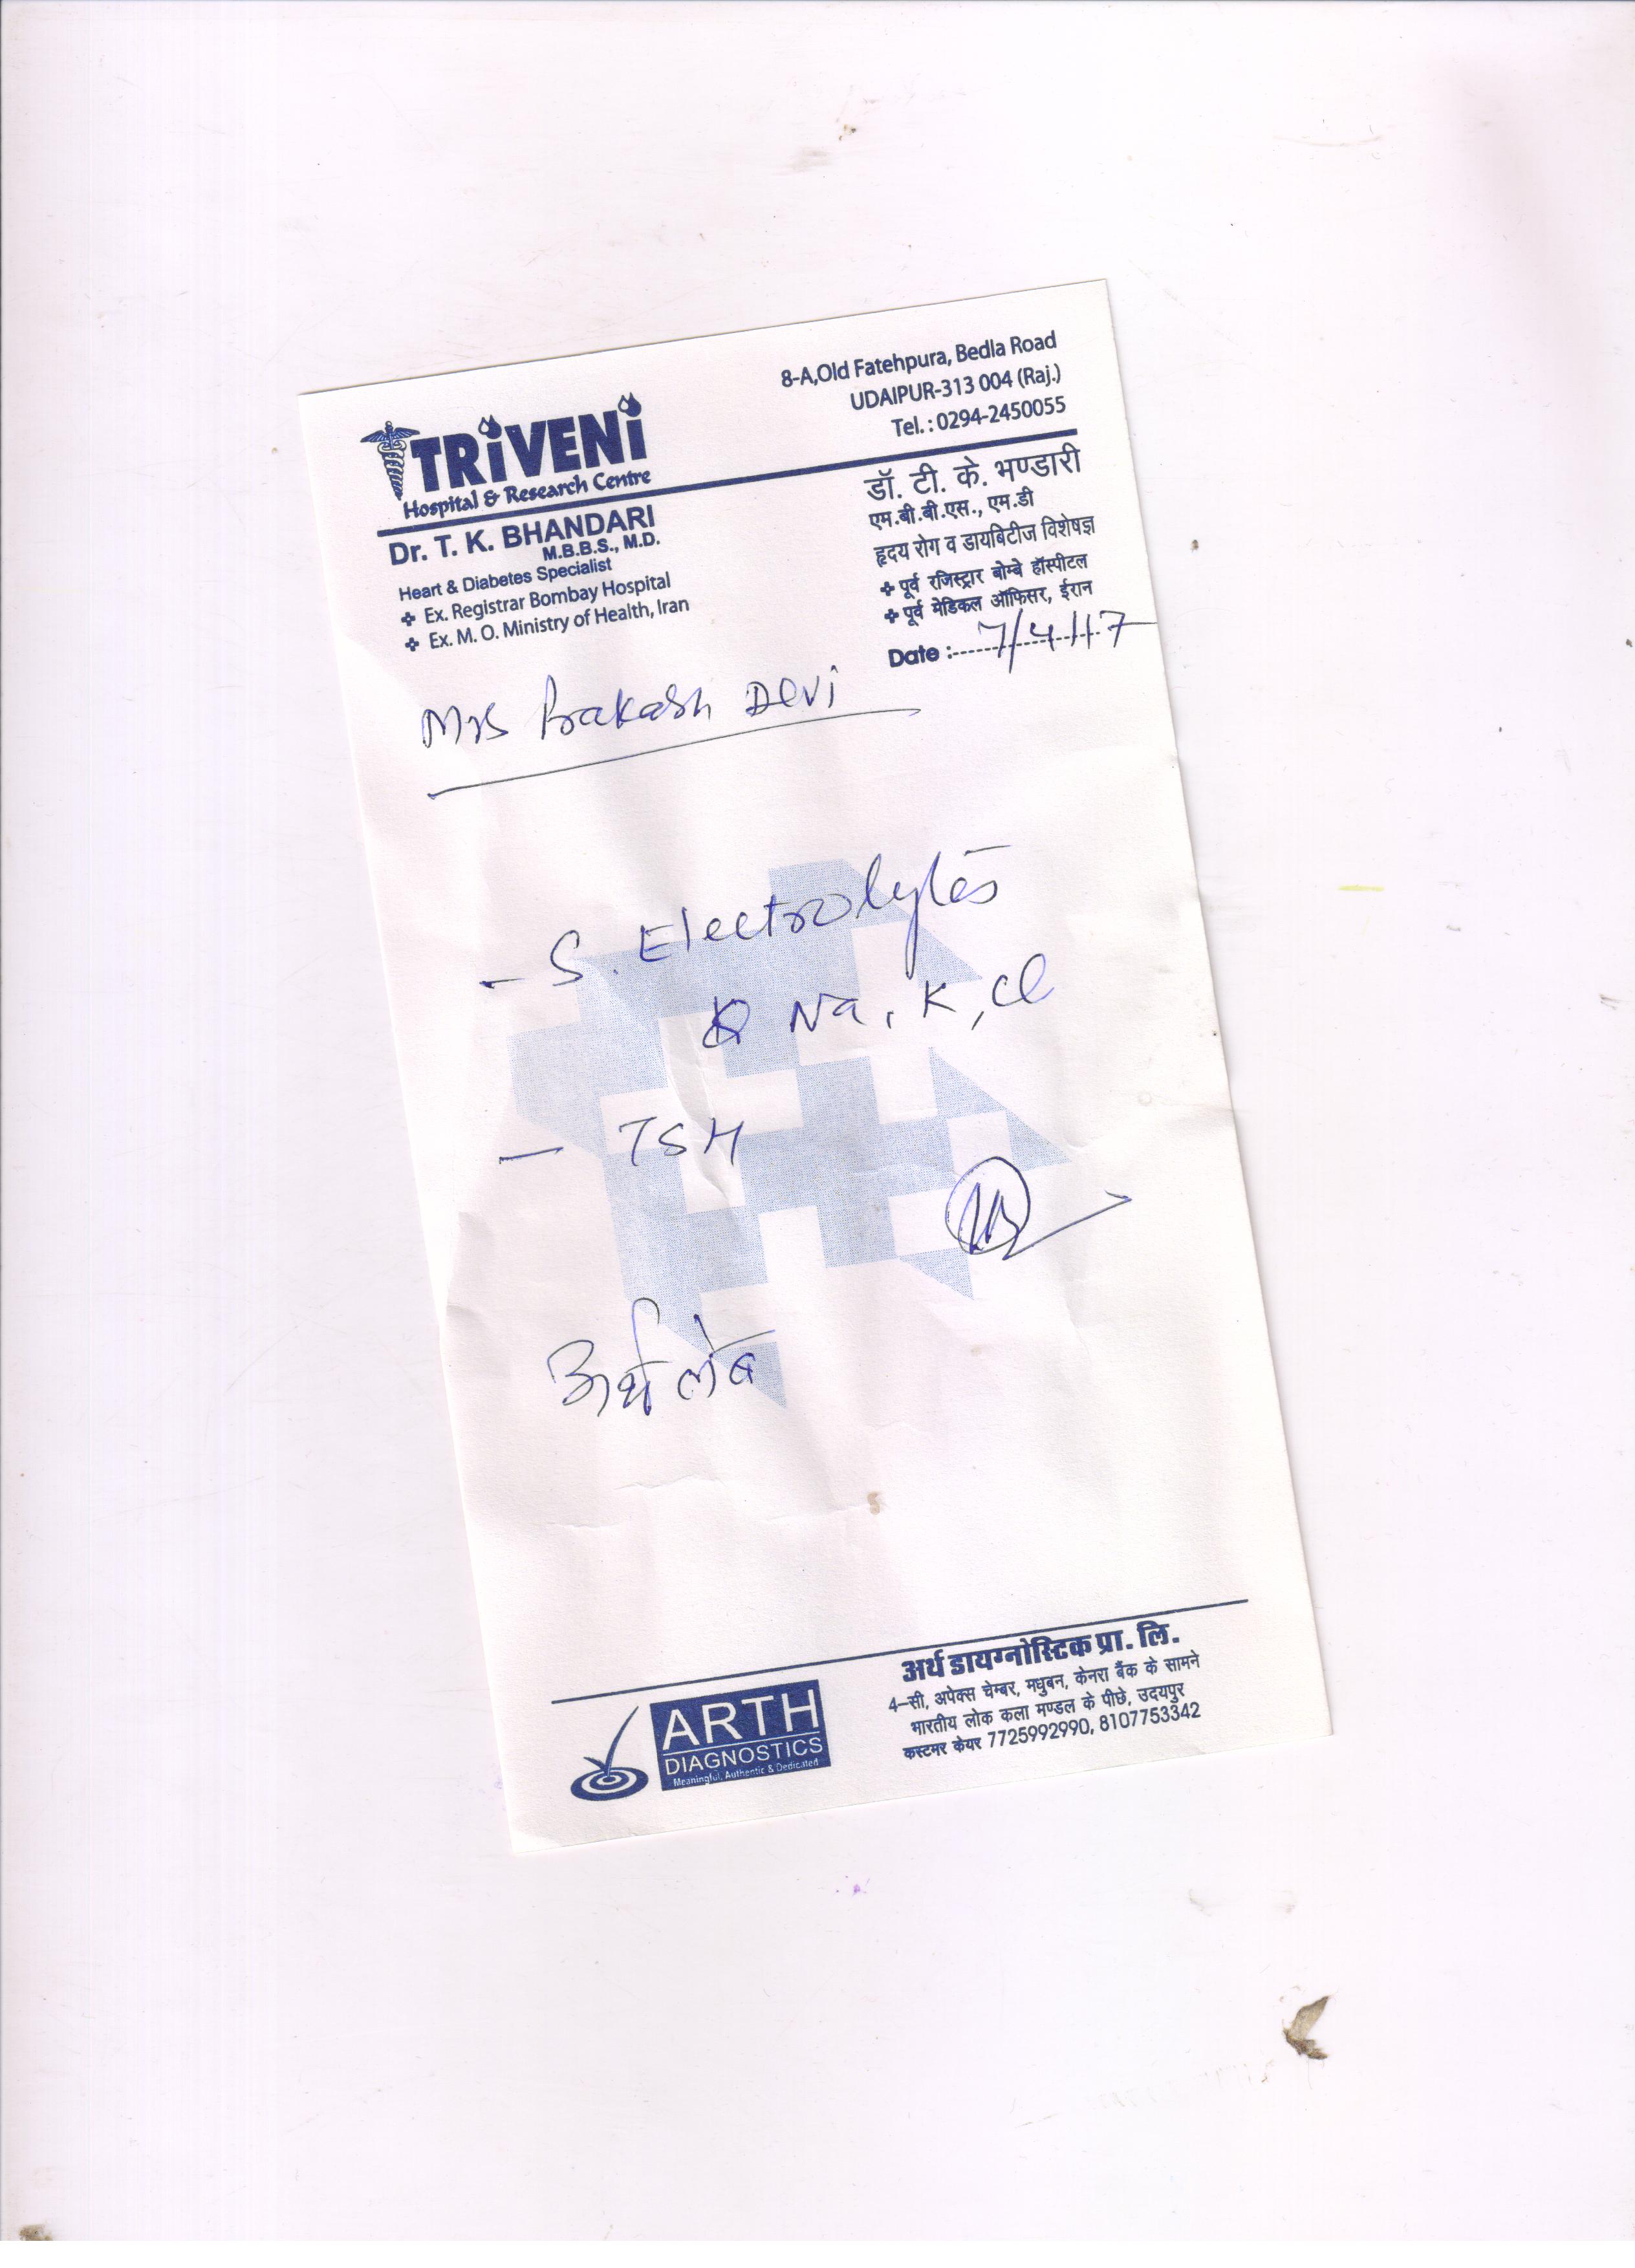 8-A,Old Fatehpura, Bedla Road
UDAIPUR-313 004 (Raj.)
Tel.: 0294-2450055
TRiVENi
Hospital & Research Centre
Dr. T. K. BHANDARI
M.B.B.S., M.D.
Heart & Diabetes Specialist
❖ Ex. Registrar Bombay Hospital
❖ Ex. M. O. Ministry of Health, Iran
डॉ. टी. के. भण्डारी
एम.बी.बी.एस., एम.डी
हृदय रोग व डायबिटीज विशेषज्ञ
❖ पूर्व रजिस्ट्रार बोम्बे हॉस्पीटल
❖ पूर्व मेडिकल ऑफिसर, ईरान
Date : 7/4/17
Mrs Prakash Devi
- S. Electrolytes
Na, K, Cl
- TSH
अर्थ लेब
ARTH
DIAGNOSTICS
Meaningful, Authentic & Dedicated
अर्थ डायग्नोस्टिक प्रा. लि.
4-सी, अपेक्स चेम्बर, मधुबन, केनरा बैंक के सामने
भारतीय लोक कला मण्डल के पीछे, उदयपुर
कस्टमर केयर 7725992990, 8107753342